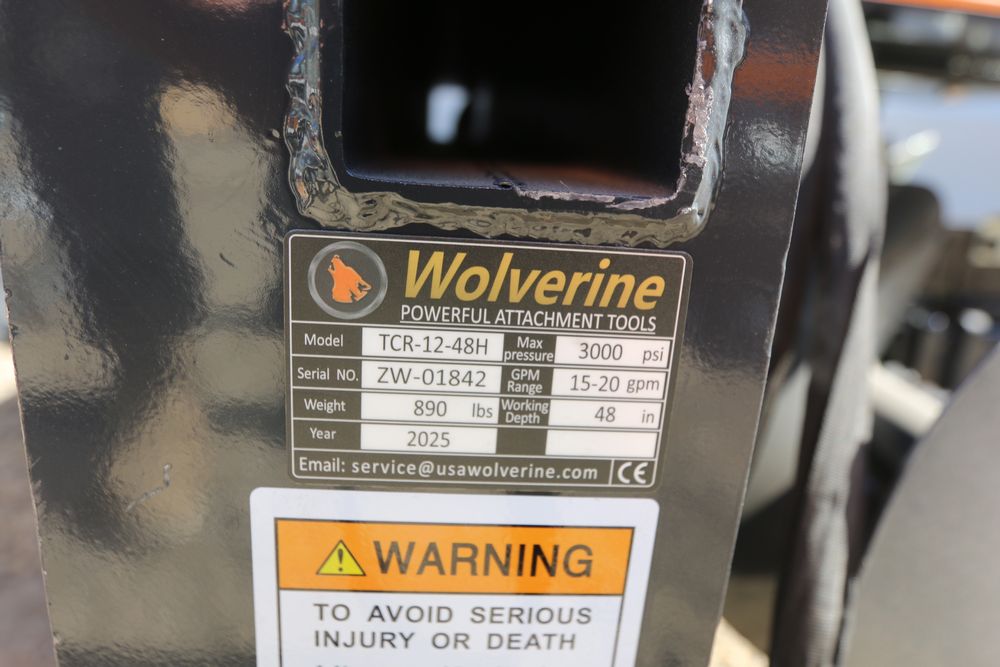 Wolverine
POWERFUL ATTACHMENT TOOLS
Model TCR-12-48H Max pressure 3000 psi
Serial NO. ZW-01842 GPM Range 15-20 gpm
Weight 890 lbs Working Depth 48 in
Year 2025
Email: service@usawolverine.com CE
WARNING
TO AVOID SERIOUS
INJURY OR DEATH